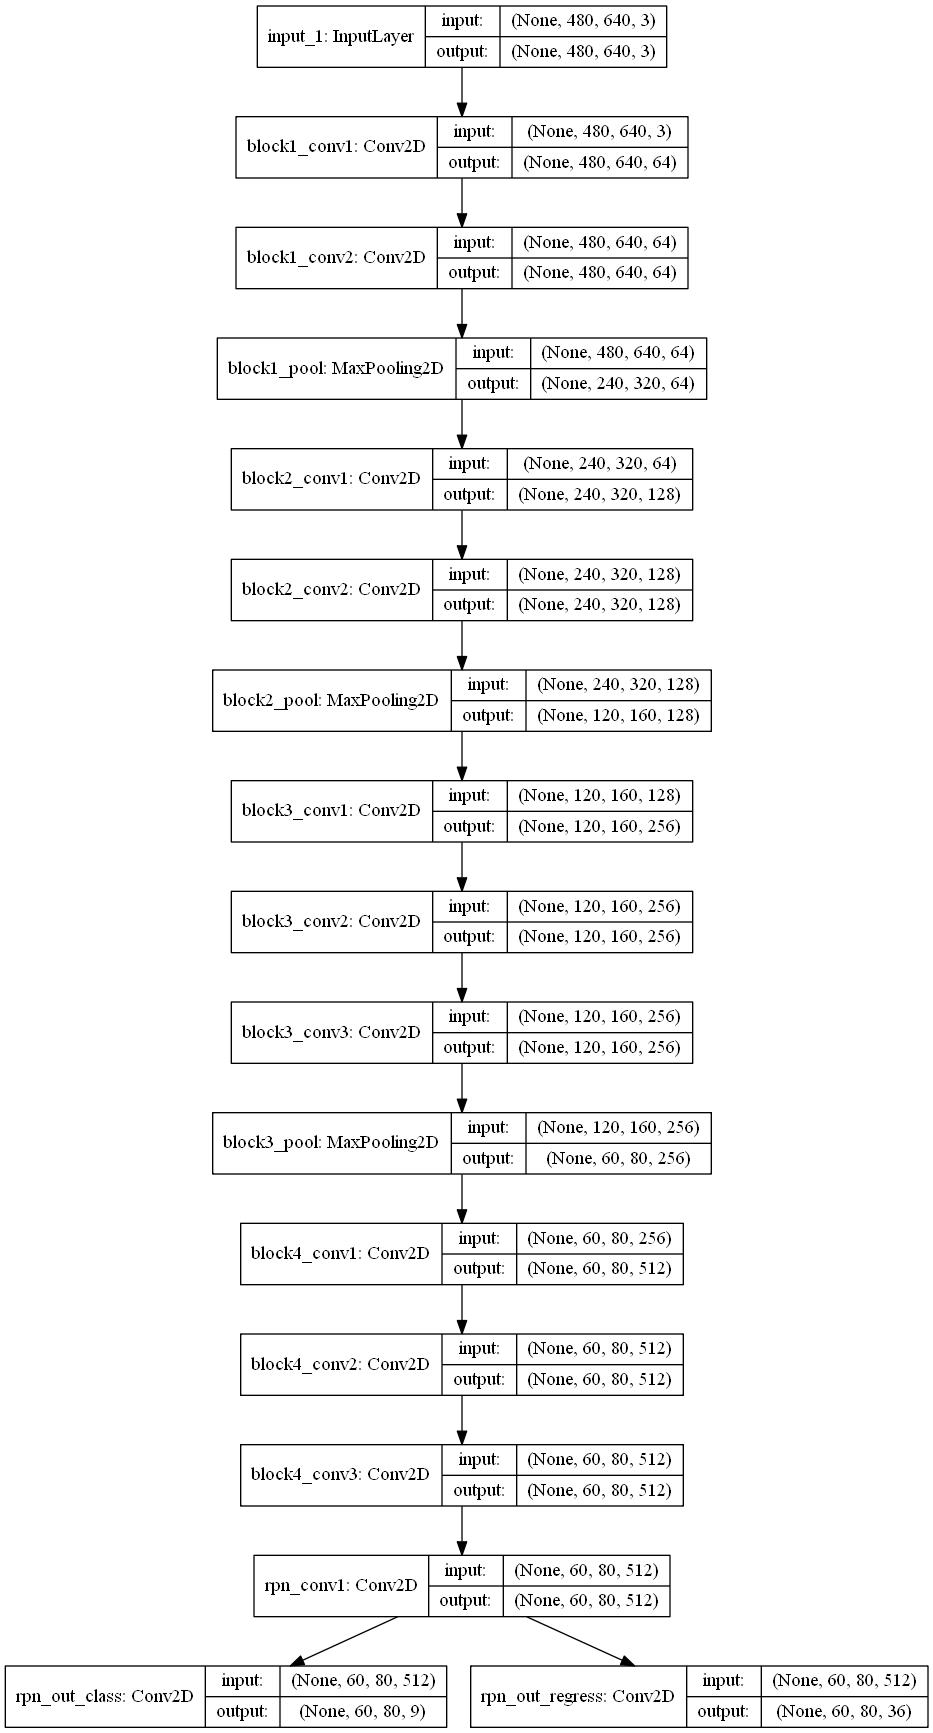 input_1: InputLayer
input: (None, 480, 640, 3)
output: (None, 480, 640, 3)
block1_conv1: Conv2D
input: (None, 480, 640, 3)
output: (None, 480, 640, 64)
block1_conv2: Conv2D
input: (None, 480, 640, 64)
output: (None, 480, 640, 64)
block1_pool: MaxPooling2D
input: (None, 480, 640, 64)
output: (None, 240, 320, 64)
block2_conv1: Conv2D
input: (None, 240, 320, 64)
output: (None, 240, 320, 128)
block2_conv2: Conv2D
input: (None, 240, 320, 128)
output: (None, 240, 320, 128)
block2_pool: MaxPooling2D
input: (None, 240, 320, 128)
output: (None, 120, 160, 128)
block3_conv1: Conv2D
input: (None, 120, 160, 128)
output: (None, 120, 160, 256)
block3_conv2: Conv2D
input: (None, 120, 160, 256)
output: (None, 120, 160, 256)
block3_conv3: Conv2D
input: (None, 120, 160, 256)
output: (None, 120, 160, 256)
block3_pool: MaxPooling2D
input: (None, 120, 160, 256)
output: (None, 60, 80, 256)
block4_conv1: Conv2D
input: (None, 60, 80, 256)
output: (None, 60, 80, 512)
block4_conv2: Conv2D
input: (None, 60, 80, 512)
output: (None, 60, 80, 512)
block4_conv3: Conv2D
input: (None, 60, 80, 512)
output: (None, 60, 80, 512)
rpn_conv1: Conv2D
input: (None, 60, 80, 512)
output: (None, 60, 80, 512)
rpn_out_class: Conv2D
input: (None, 60, 80, 512)
output: (None, 60, 80, 9)
rpn_out_regress: Conv2D
input: (None, 60, 80, 512)
output: (None, 60, 80, 36)